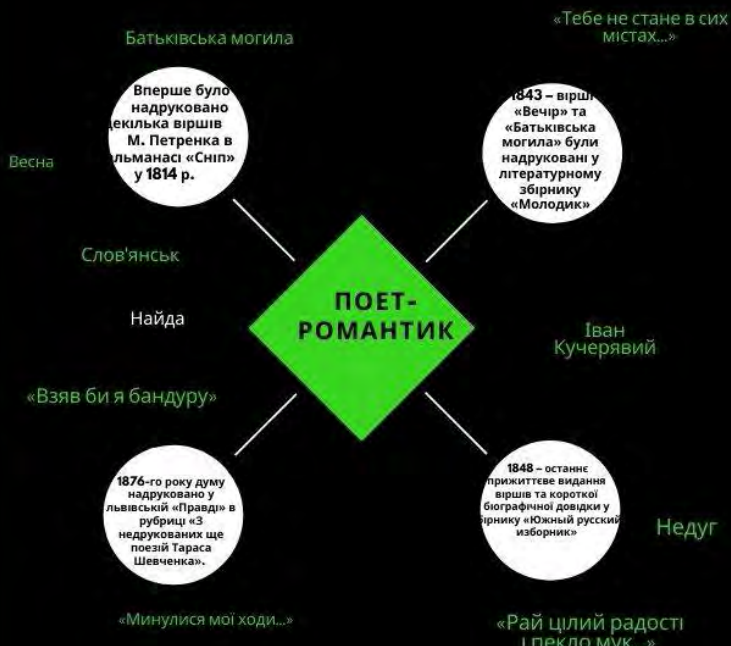 «Тебе не стане в сих
містах...»
Батьківська могила
Вперше було
надруковано
декілька віршів
М. Петренка в
альманасі «Сніп»
у 1814 р.
1843 – вірші
«Вечір» та
«Батьківська
могила» були
надруковані у
літературному
збірнику
«Молодик»
Весна
Слов'янськ
Найда
ПОЕТ-
РОМАНТИК
Іван
Кучерявий
«Взяв би я бандуру»
1876-го року думу
надруковано у
львівській «Правді» в
рубриці «З
недрукованих ще
поезій Тараса
Шевченка».
1848 – останнє
прижиттєве видання
віршів та короткої
біографічної довідки у
збірнику «Южный русский
изборник»
Недуг
«Минулися мої ходи...»
«Рай цілий радості
і пекло мук...»